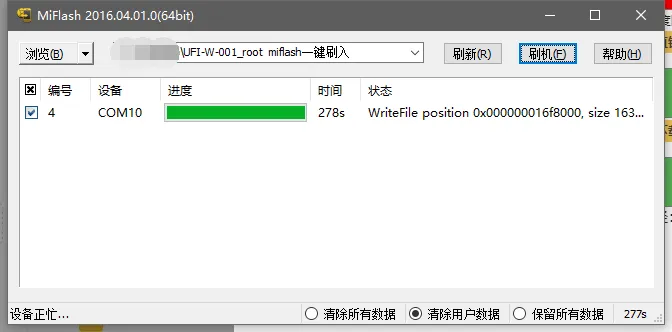 MiFlash 2016.04.01.0(64bit)
浏览(B)
\UFI-W-001_root miflash一键刷入
刷新(R)
刷机(F)
帮助(H)
编号 设备 进度 时间 状态
4 COM10 278s WriteFile position 0x000000016f8000, size 163...
设备正忙... 清除所有数据 清除用户数据 保留所有数据 277s